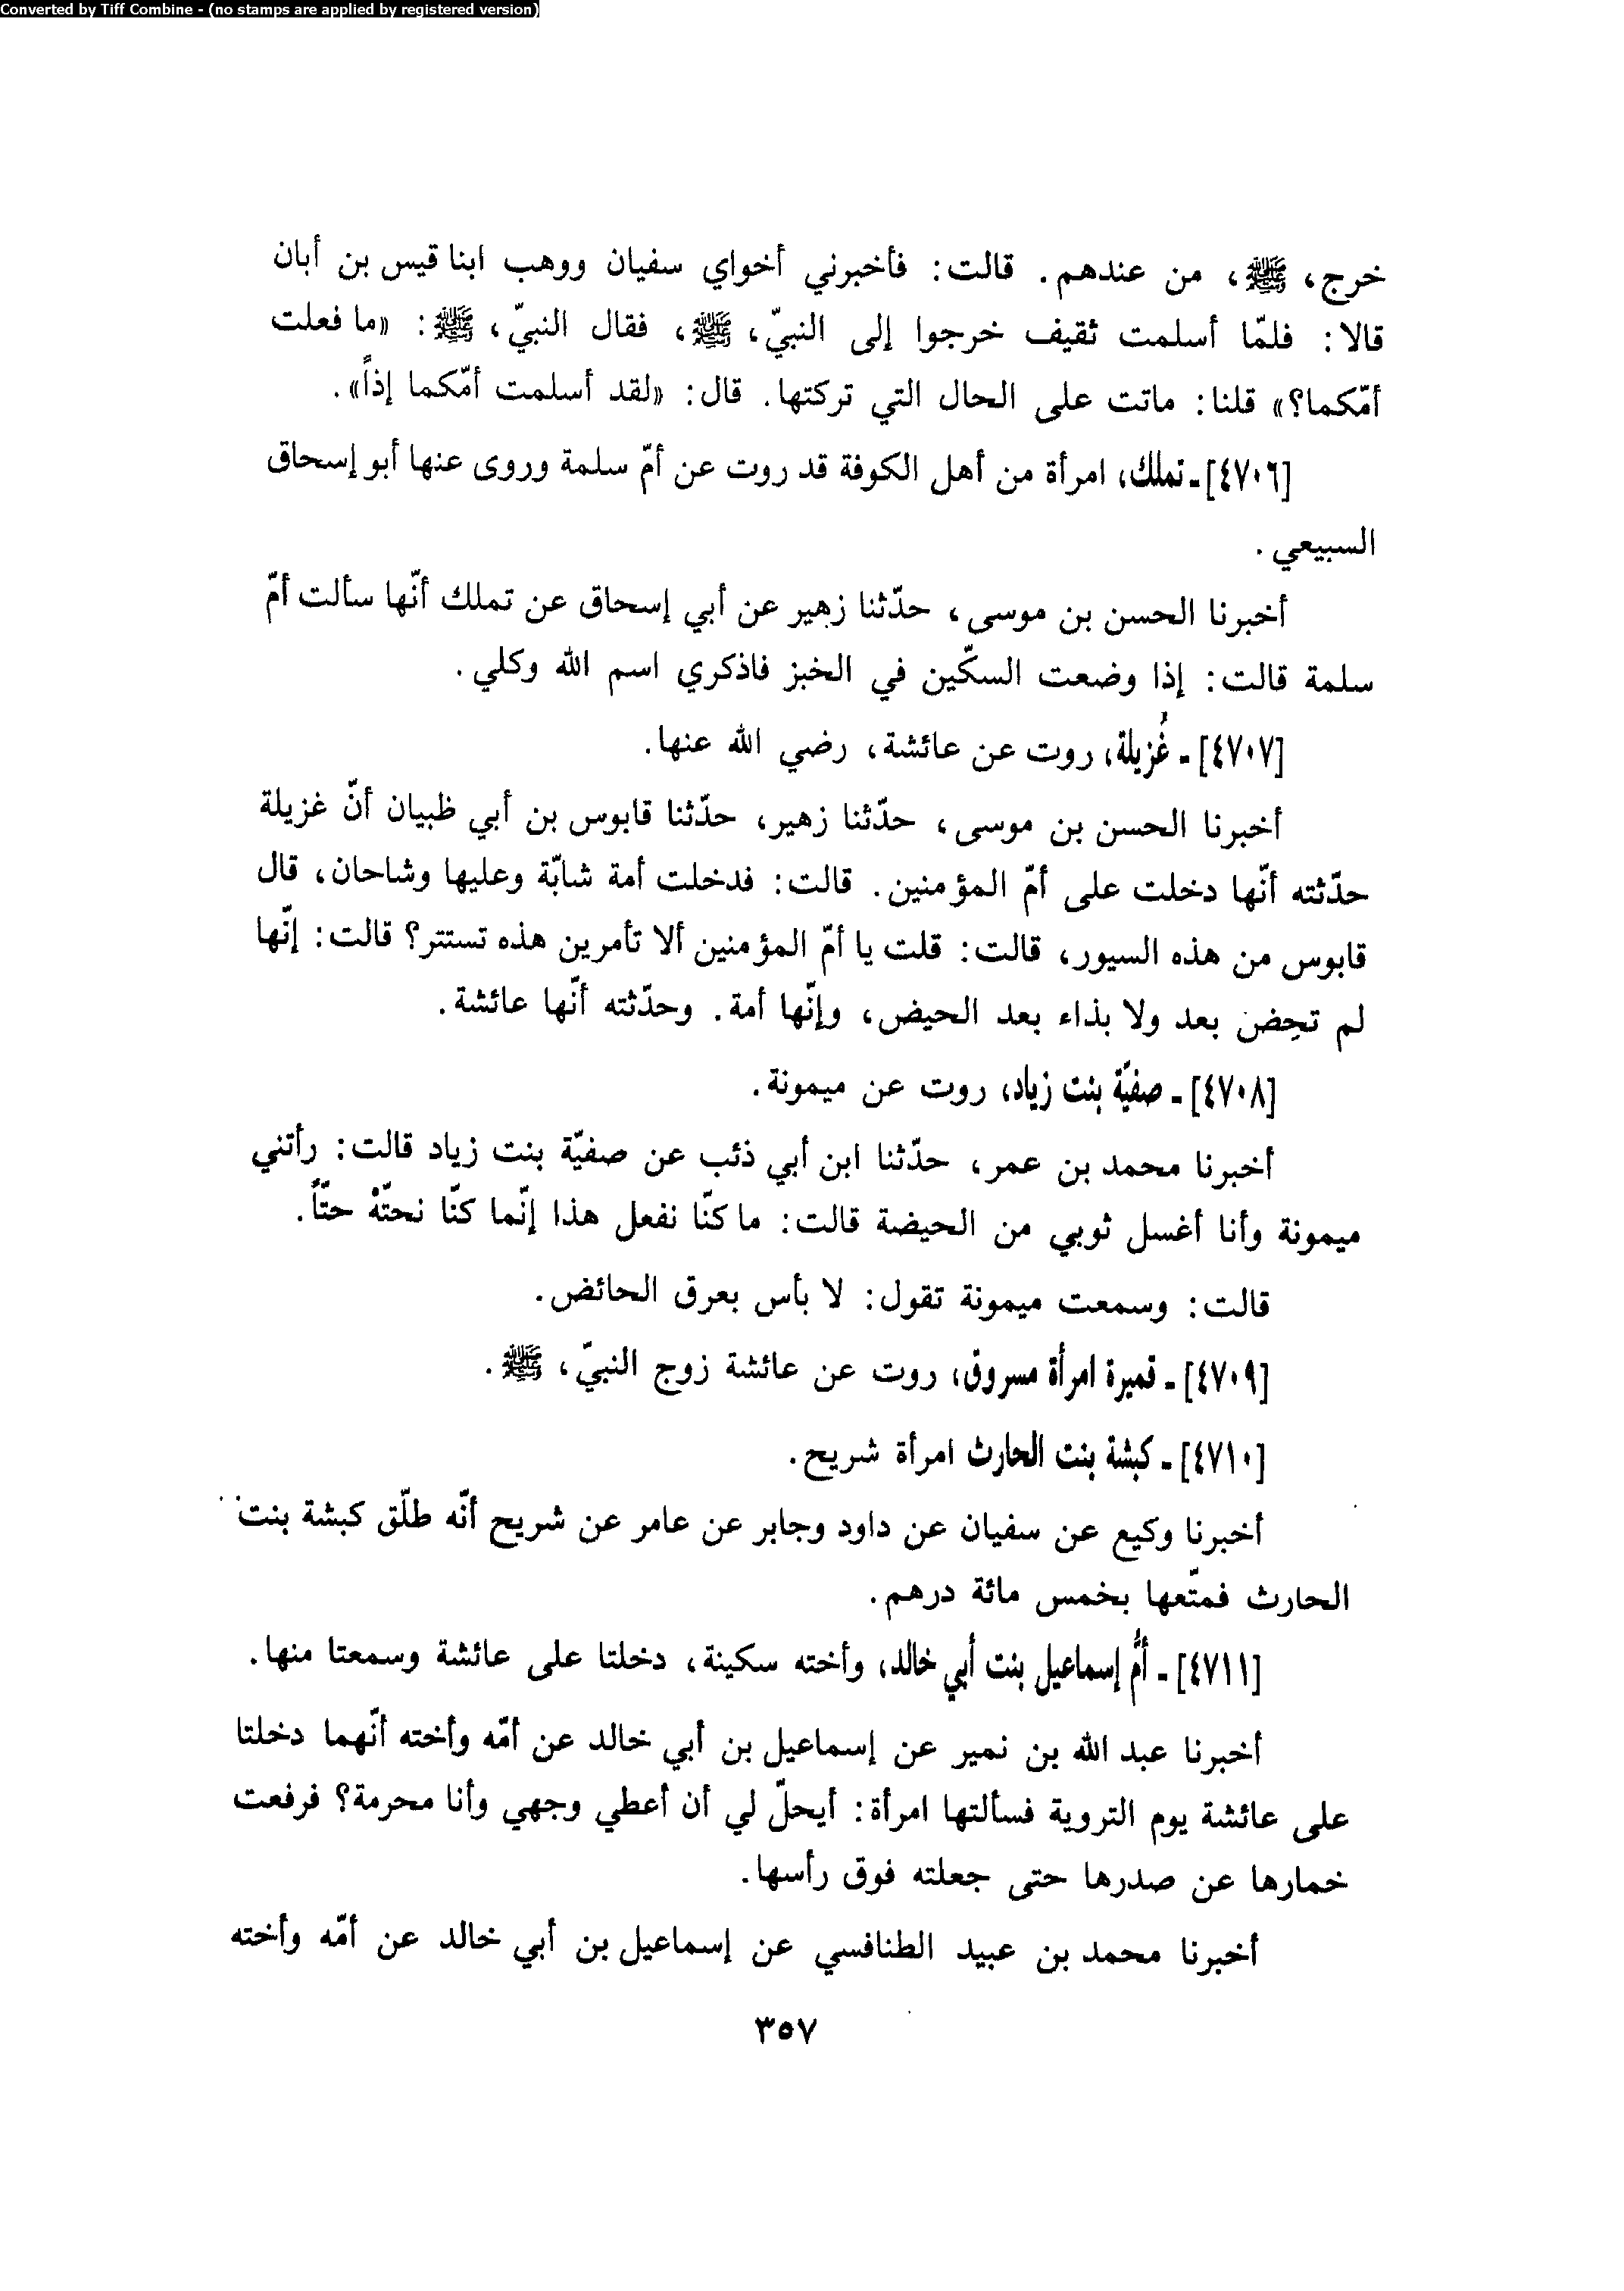 Converted by Tiff Combine - (no stamps are applied by registered version)
خرج، ﷺ، من عندهم. قالت: فأخبرني أخواي سفيان ووهب ابنا قيس بن أبان
قالا: فلمّا أسلمت ثقيف خرجوا إلى النبيّ، ﷺ، فقال النبيّ، ﷺ: «ما فعلت
أمّكما؟» قلنا: ماتت على الحال التي تركتها. قال: «لقد أسلمت أمّكما إذاً».
[٤٧٠٦] - تملك، امرأة من أهل الكوفة قد روت عن أمّ سلمة وروى عنها أبو إسحاق
السبيعي.
أخبرنا الحسن بن موسى، حدّثنا زهير عن أبي إسحاق عن تملك أنّها سألت أمّ
سلمة قالت: إذا وضعت السكّين في الخبز فاذكري اسم الله وكلي.
[٤٧٠٧] - غُزيلة، روت عن عائشة، رضي الله عنها.
أخبرنا الحسن بن موسى، حدّثنا زهير، حدّثنا قابوس بن أبي ظبيان أنّ غزيلة
حدّثته أنّها دخلت على أمّ المؤمنين. قالت: فدخلت أمة شابّة وعليها وشاحان، قال
قابوس من هذه السيور، قالت: قلت يا أمّ المؤمنين ألا تأمرين هذه تستتر؟ قالت: إنّها
لم تحِضن بعد ولا بذاء بعد الحيض، وإنّها أمة. وحدّثته أنّها عائشة.
[٤٧٠٨] - صفيّة بنت زياد، روت عن ميمونة.
أخبرنا محمد بن عمر، حدّثنا ابن أبي ذئب عن صفيّة بنت زياد قالت: رأتني
ميمونة وأنا أغسل ثوبي من الحيضة قالت: ما كنّا نفعل هذا إنّما كنّا نحتّهْ حتّاً.
قالت: وسمعت ميمونة تقول: لا بأس بعرق الحائض.
[٤٧٠٩] - قميرة امرأة مسروق، روت عن عائشة زوج النبيّ، ﷺ.
[٤٧١٠] - كبشة بنت الحارث امرأة شريح.
أخبرنا وكيع عن سفيان عن داود وجابر عن عامر عن شريح أنّه طلّق كبشة بنت
الحارث فمتّعها بخمس مائة درهم.
[٤٧١١] - أمُّ إسماعيل بنت أبي خالد، وأخته سكينة، دخلتا على عائشة وسمعتا منها.
أخبرنا عبد الله بن نمير عن إسماعيل بن أبي خالد عن أمّه وأخته أنّهما دخلتا
على عائشة يوم التروية فسألتها امرأة: أيحلّ لي أن أعطي وجهي وأنا محرمة؟ فرفعت
خمارها عن صدرها حتى جعلته فوق رأسها.
أخبرنا محمد بن عبيد الطنافسي عن إسماعيل بن أبي خالد عن أمّه وأخته
٣٥٧